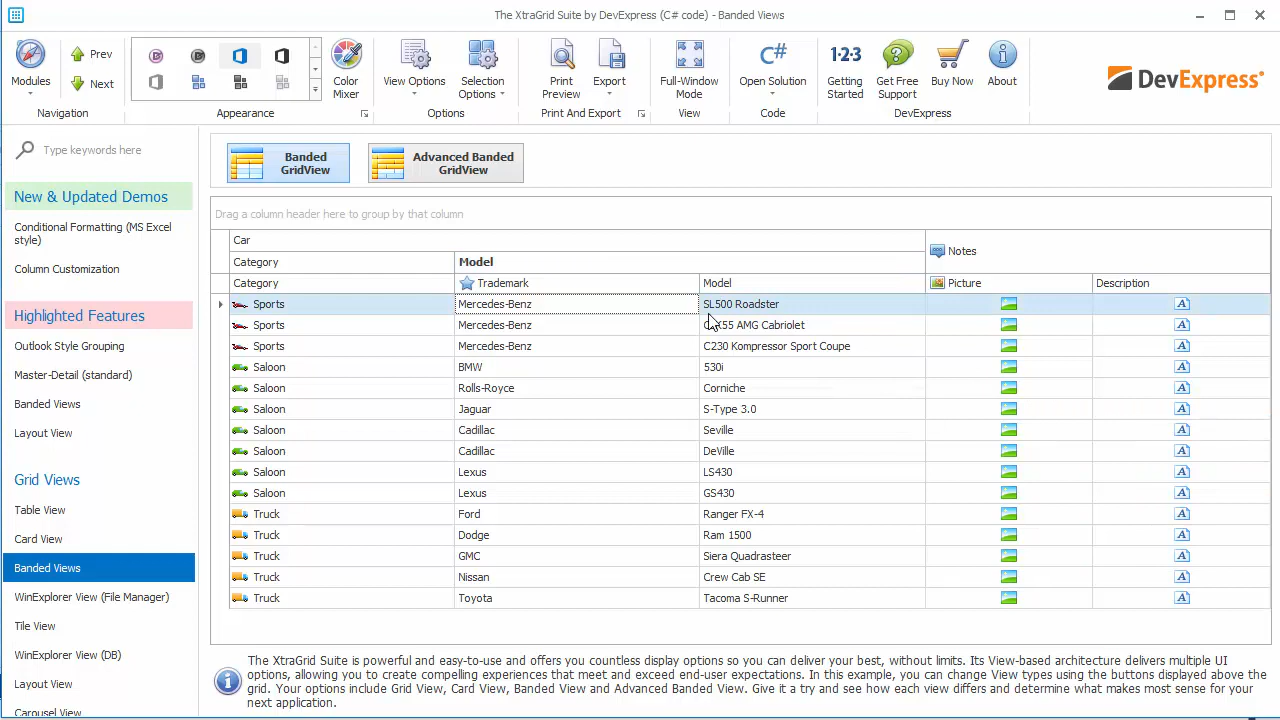 The XtraGrid Suite by DevExpress (C# code) - Banded Views
Modules
Prev
Next
Navigation
Appearance
Color
Mixer
View Options
Selection
Options
Options
Print
Preview
Export
Print And Export
Full-Window
Mode
View
C#
Open Solution
Code
1·2·3
Getting
Started
Get Free
Support
Buy Now
About
DevExpress
DevExpress
Type keywords here
New & Updated Demos
Conditional Formatting (MS Excel
style)
Column Customization
Highlighted Features
Outlook Style Grouping
Master-Detail (standard)
Banded Views
Layout View
Grid Views
Table View
Card View
Banded Views
WinExplorer View (File Manager)
Tile View
WinExplorer View (DB)
Layout View
Carousel View
Banded
GridView
Advanced Banded
GridView
Drag a column header here to group by that column
Car
Notes
Category Model
Category Trademark Model Picture Description
Sports Mercedes-Benz SL500 Roadster
Sports Mercedes-Benz AMG Cabriolet
Sports Mercedes-Benz C230 Kompressor Sport Coupe
Saloon BMW 530i
Saloon Rolls-Royce Corniche
Saloon Jaguar S-Type 3.0
Saloon Cadillac Seville
Saloon Cadillac DeVille
Saloon Lexus LS430
Saloon Lexus GS430
Truck Ford Ranger FX-4
Truck Dodge Ram 1500
Truck GMC Siera Quadrasteer
Truck Nissan Crew Cab SE
Truck Toyota Tacoma S-Runner
The XtraGrid Suite is powerful and easy-to-use and offers you countless display options so you can deliver your best, without limits. Its View-based architecture delivers multiple UI
options, allowing you to create compelling experiences that meet and exceed end-user expectations. In this example, you can change View types using the buttons displayed above the
grid. Your options include Grid View, Card View, Banded View and Advanced Banded View. Give it a try and see how each view differs and determine what makes most sense for your
next application.